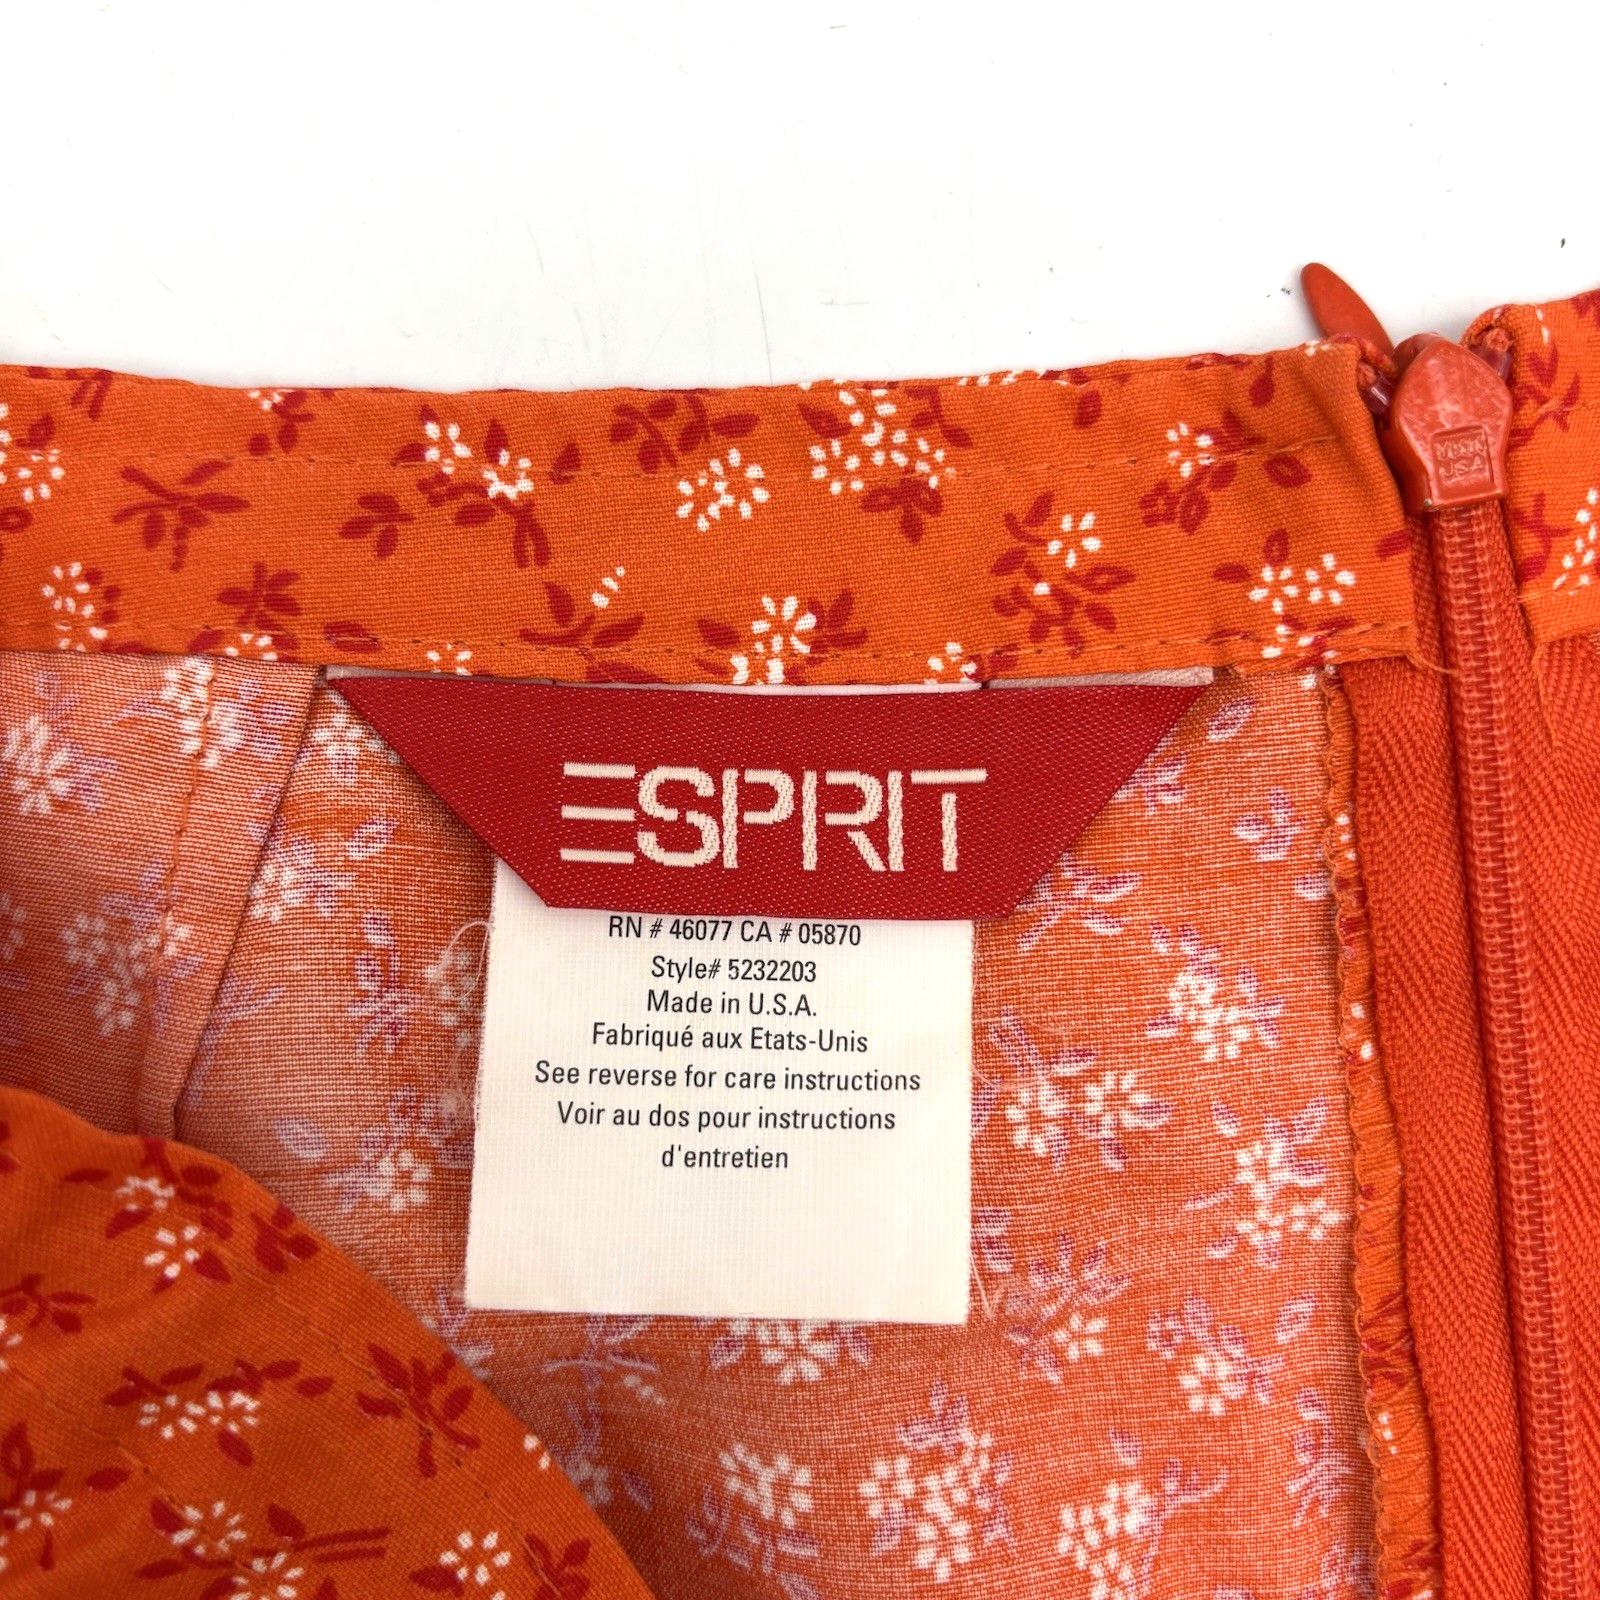 ESPRIT
RN # 46077 CA # 05870
Style# 5232203
Made in U.S.A.
Fabriqué aux Etats-Unis
See reverse for care instructions
Voir au dos pour instructions
d'entretien
USA